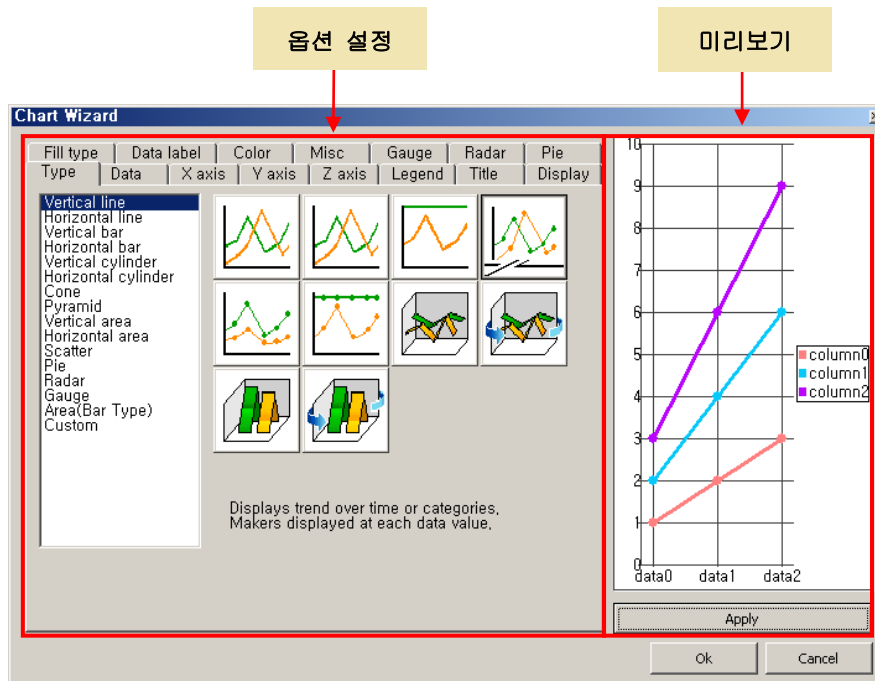 옵션 설정
미리보기
Chart Wizard
Fill type
Data label
Color
Misc
Gauge
Radar
Pie
Type
Data
X axis
Y axis
Z axis
Legend
Title
Display
Vertical line
Horizontal line
Vertical bar
Horizontal bar
Vertical cylinder
Horizontal cylinder
Cone
Pyramid
Vertical area
Horizontal area
Scatter
Pie
Radar
Gauge
Area(Bar Type)
Custom
Displays trend over time or categories,
Makers displayed at each data value,
10
9
8
7
6
5
4
3
2
1
0
data0 data1 data2
column0
column1
column2
Apply
Ok
Cancel